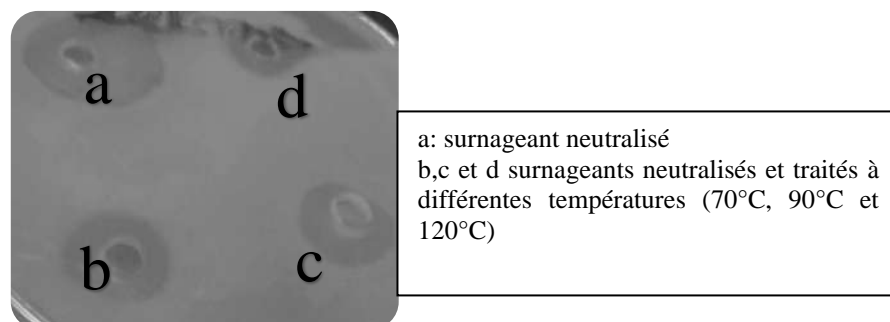 a
d
a: surnageant neutralisé
b,c et d surnageants neutralisés et traités à
différentes températures (70°C, 90°C et
120°C)
b
c